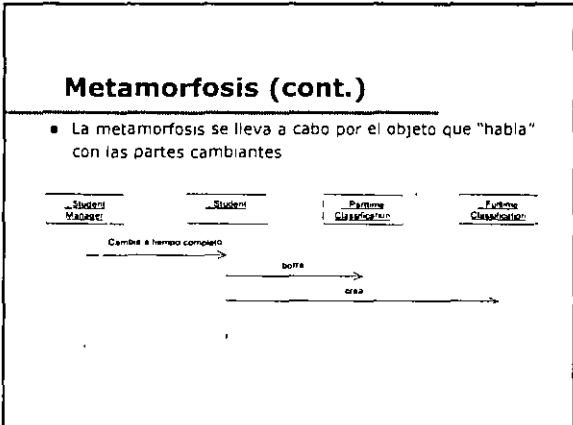 Metamorfosis (cont.)
La metamorfosis se lleva a cabo por el objeto que "habla"
con las partes cambiantes
: Student
Manager
: Student
: Parttime
Classification
: Fulltime
Classification
Cambia a tiempo completo
borra
crea